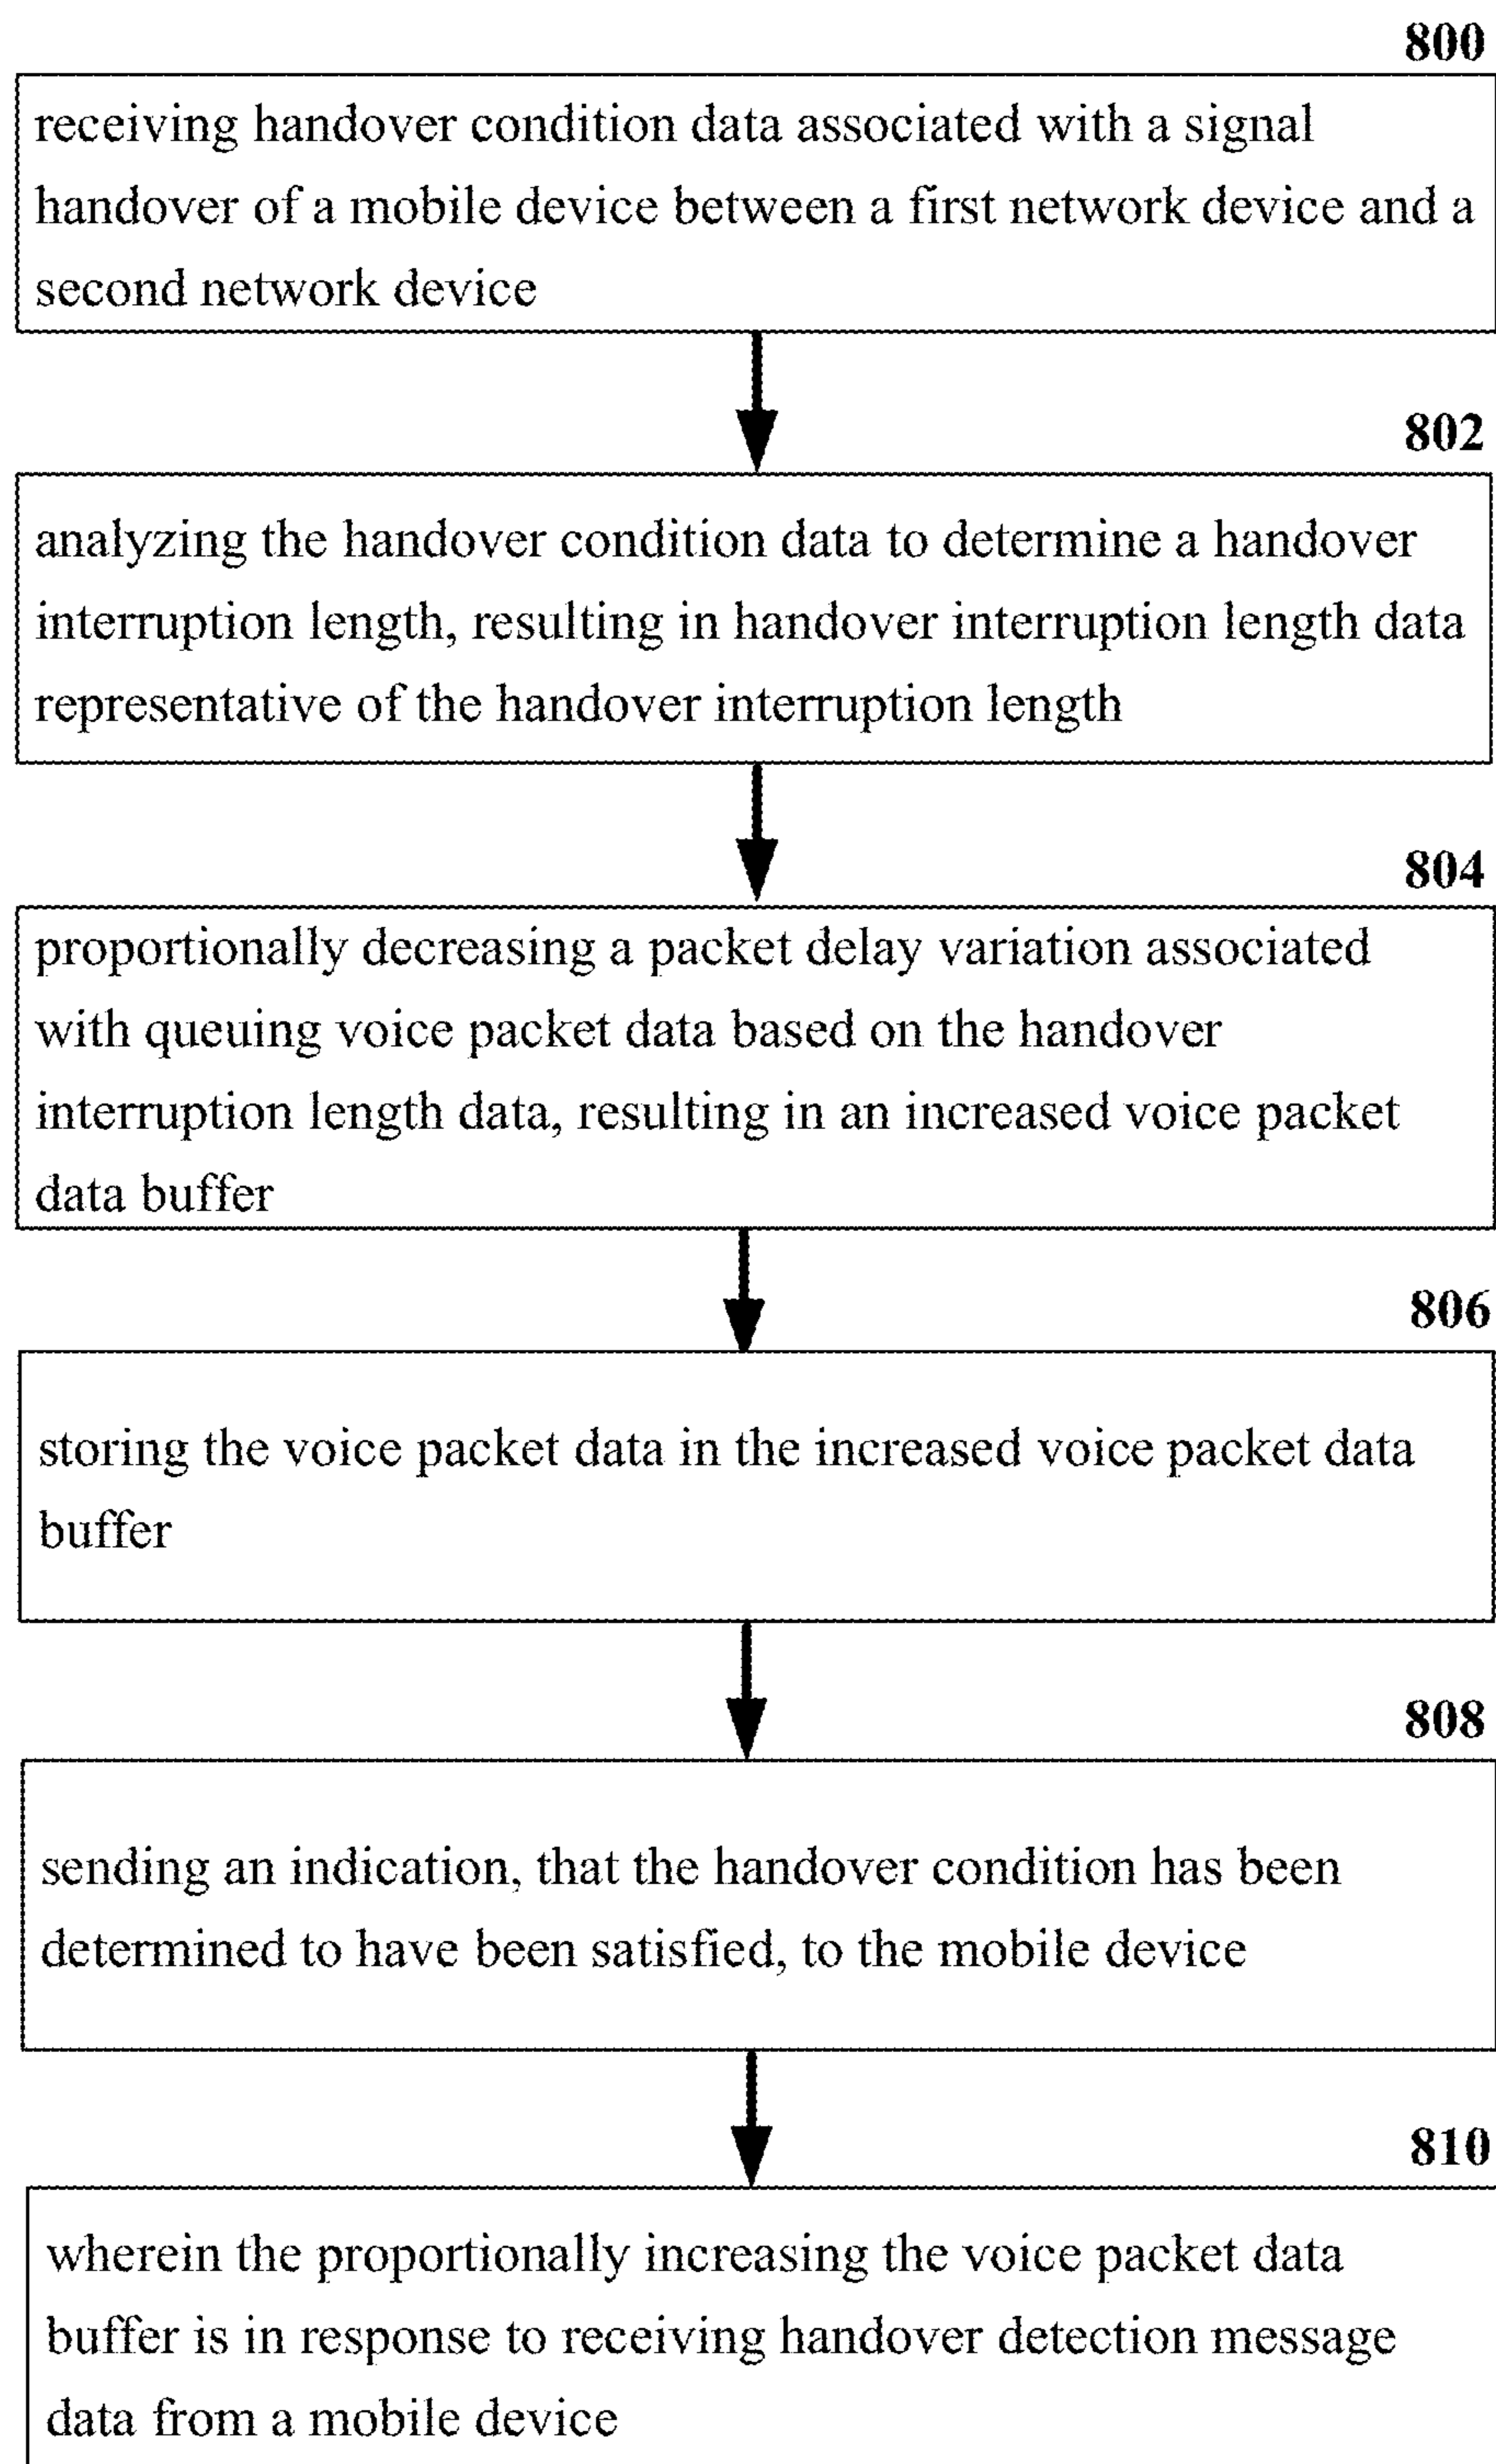 800
receiving handover condition data associated with a signal
handover of a mobile device between a first network device and a
second network device
802
analyzing the handover condition data to determine a handover
interruption length, resulting in handover interruption length data
representative of the handover interruption length
804
proportionally decreasing a packet delay variation associated
with queuing voice packet data based on the handover
interruption length data, resulting in an increased voice packet
data buffer
806
storing the voice packet data in the increased voice packet data
buffer
808
sending an indication, that the handover condition has been
determined to have been satisfied, to the mobile device
810
wherein the proportionally increasing the voice packet data
buffer is in response to receiving handover detection message
data from a mobile device